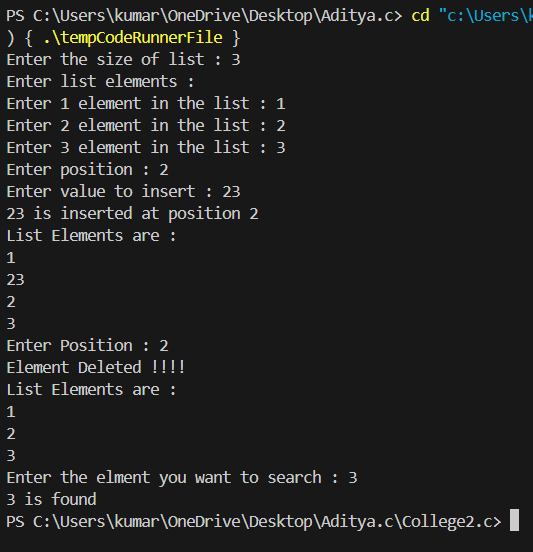 PS C:\Users\kumar\OneDrive\Desktop\Aditya.c> cd "c:\Users\k
) { .\tempCodeRunnerFile }
Enter the size of list : 3
Enter list elements :
Enter 1 element in the list : 1
Enter 2 element in the list : 2
Enter 3 element in the list : 3
Enter position : 2
Enter value to insert : 23
23 is inserted at position 2
List Elements are :
1
23
2
3
Enter Position : 2
Element Deleted !!!!
List Elements are :
1
2
3
Enter the elment you want to search : 3
3 is found
PS C:\Users\kumar\OneDrive\Desktop\Aditya.c\College2.c>